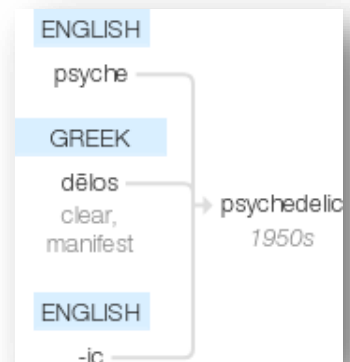 ENGLISH
psyche
GREEK
dēlos
clear,
manifest
ENGLISH
-ic
psychedelic
1950s